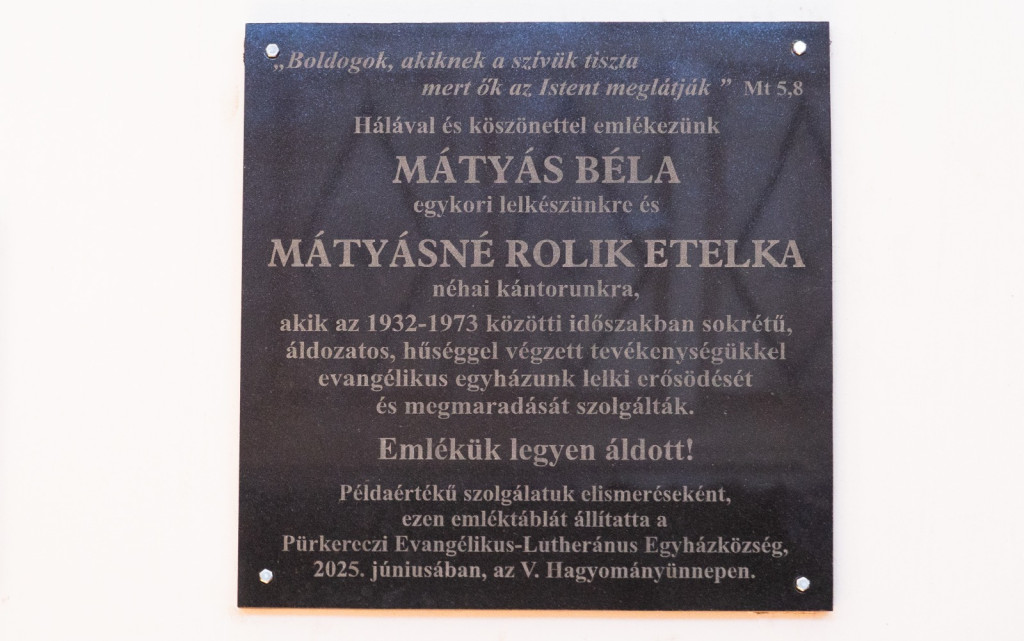 „Boldogok, akiknek a szívük tiszta
mert ők az Istent meglátják ” Mt 5,8
Hálával és köszönettel emlékezünk
MÁTYÁS BÉLA
egykori lelkészünkre és
MÁTYÁSNÉ ROLIK ETELKA
néhai kántorunkra,
akik az 1932-1973 közötti időszakban sokrétű,
áldozatos, hűséggel végzett tevékenységükkel
evangélikus egyházunk lelki erősödését
és megmaradását szolgálták.
Emlékük legyen áldott!
Példaértékű szolgálatuk elismeréseként,
ezen emléktáblát állítatta a
Pürkereczi Evangélikus-Lutheránus Egyházközség,
2025. júniusában, az V. Hagyományünnepen.